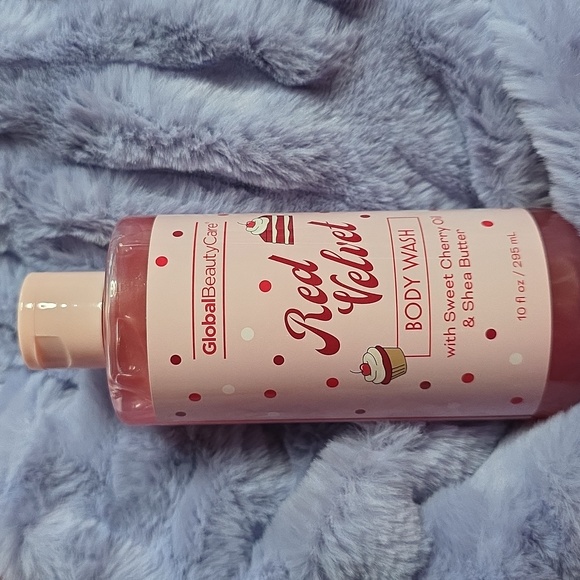 GlobalBeautyCare®
Red
Velvet
BODY WASH
with Sweet Cherry Oil
& Shea Butter
10 fl oz / 295 mL